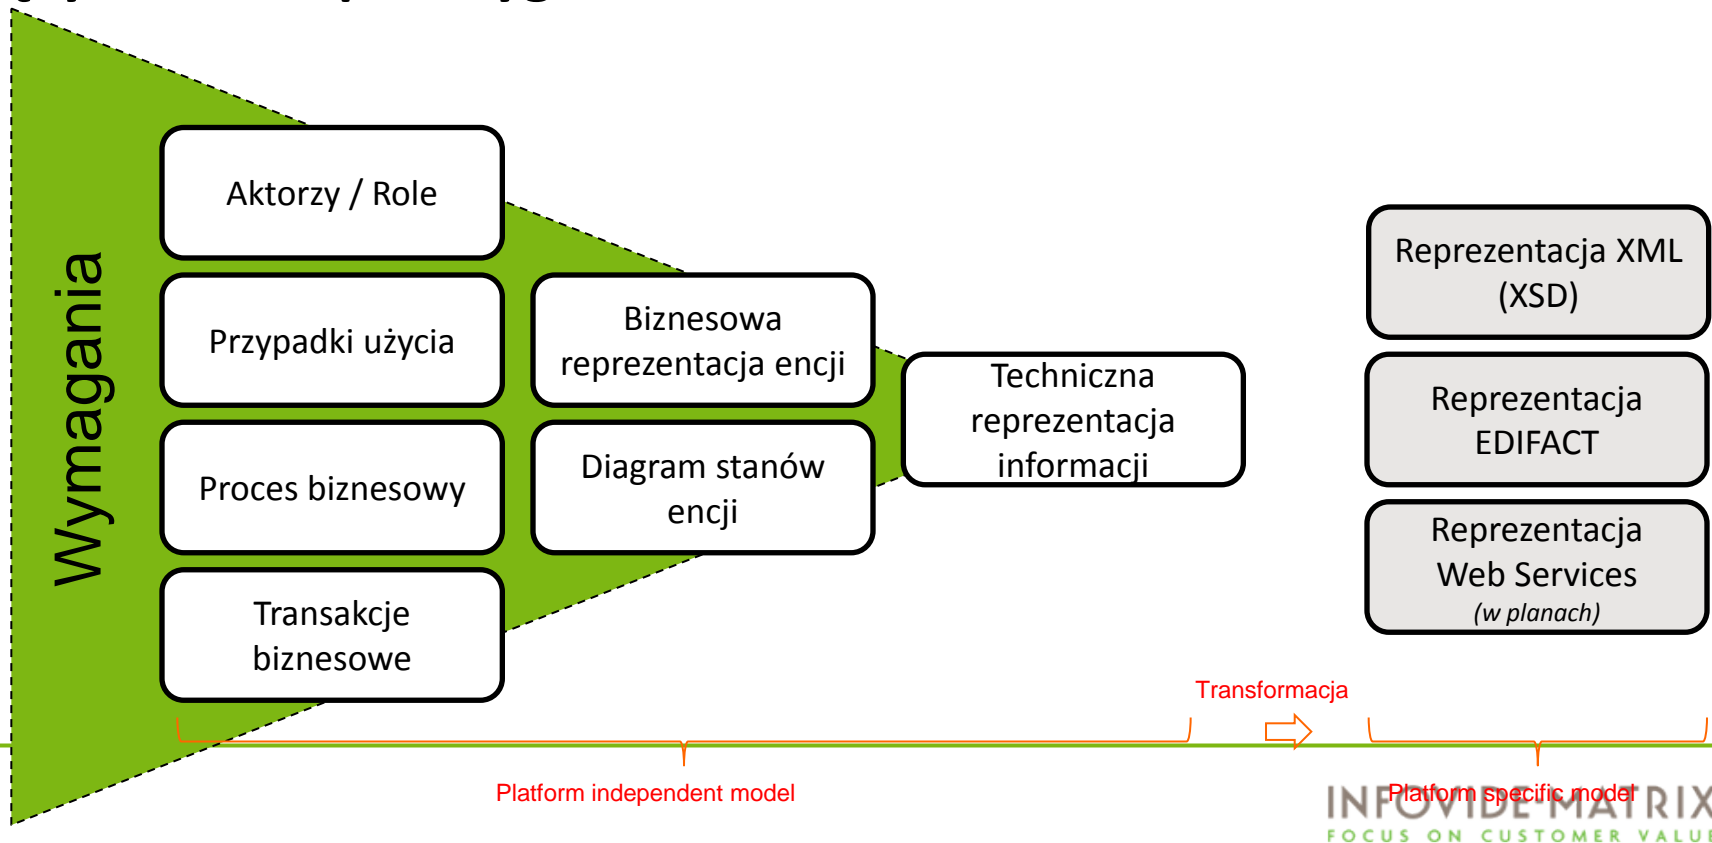 Wymagania
Aktorzy / Role
Przypadki użycia
Proces biznesowy
Transakcje
biznesowe
Biznesowa
reprezentacja encji
Diagram stanów
encji
Techniczna
reprezentacja
informacji
Reprezentacja XML
(XSD)
Reprezentacja
EDIFACT
Reprezentacja
Web Services
(w planach)
Transformacja
Platform independent model
Platform specific model
INFOVIDE-MATRIX
FOCUS ON CUSTOMER VALUE